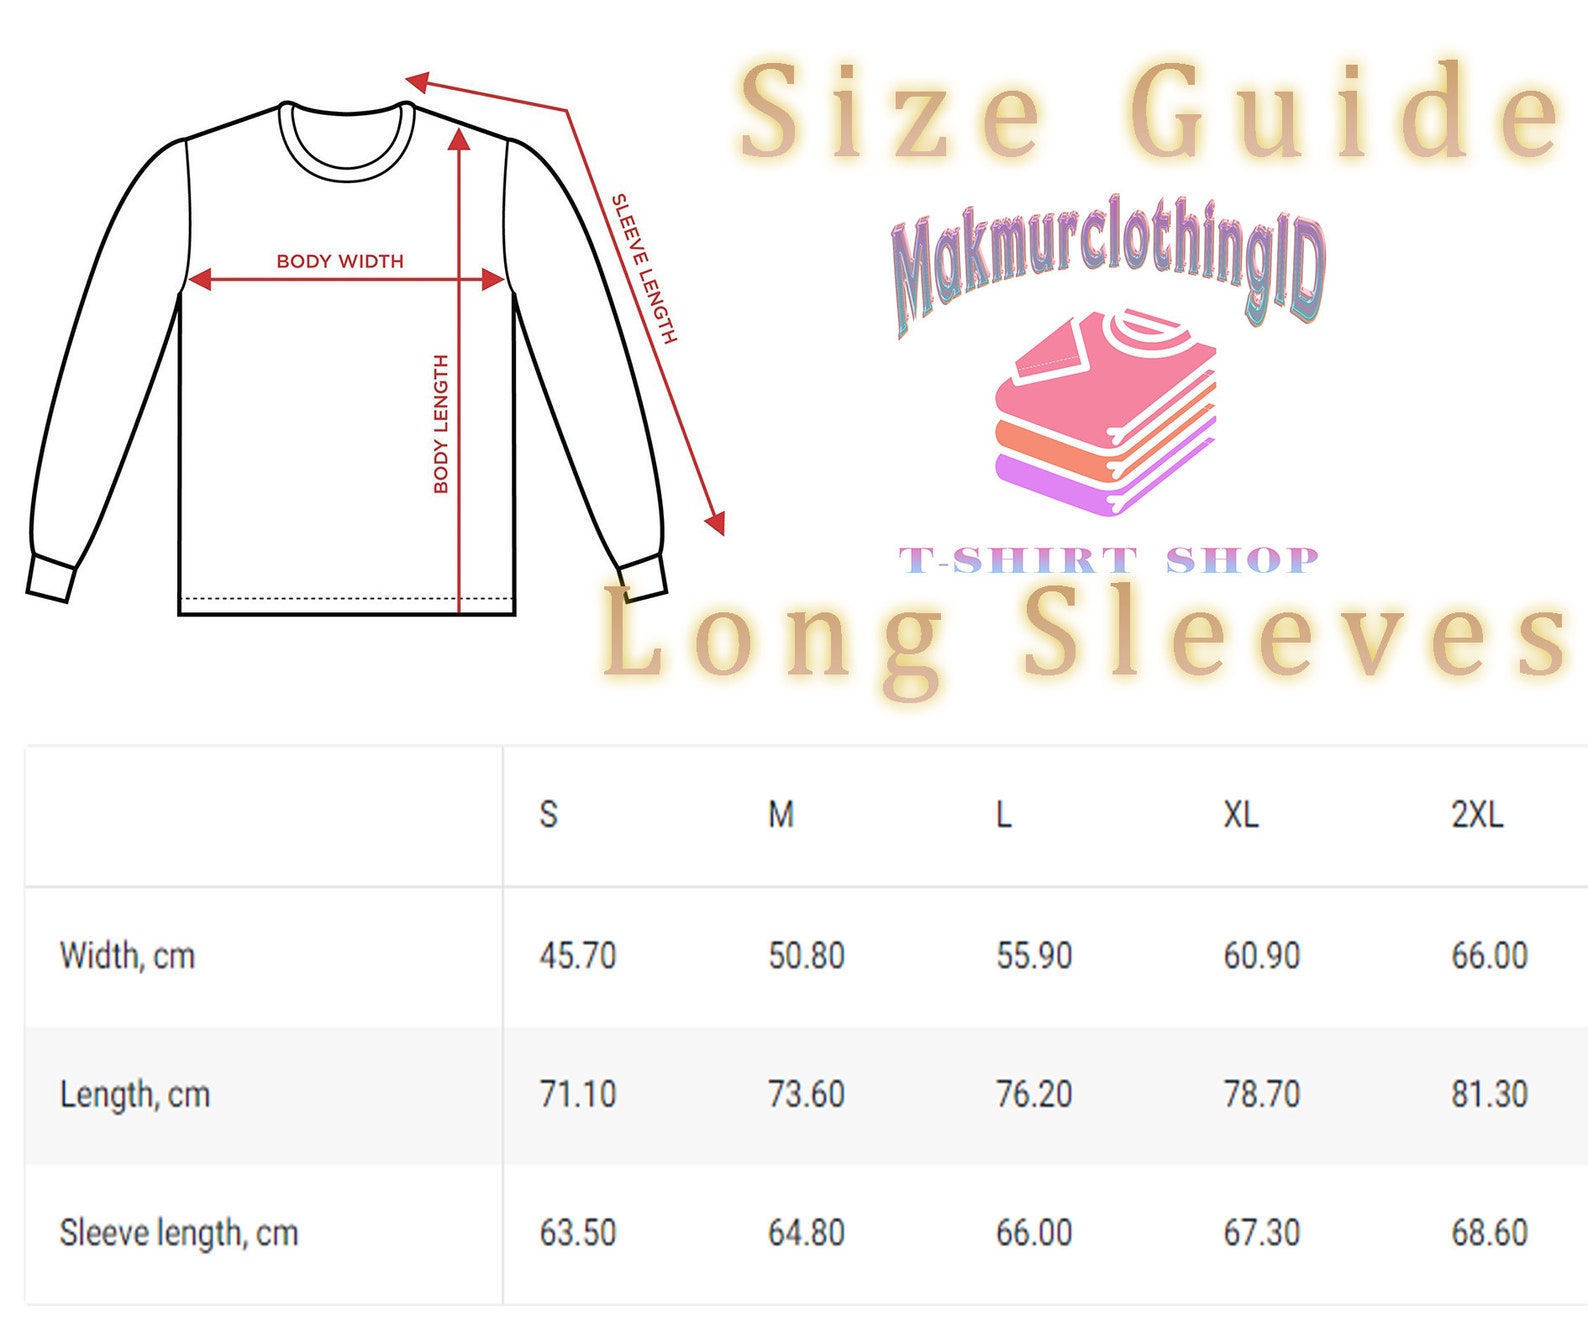 Size Guide
MakmurclothingID
T-SHIRT SHOP
Long Sleeves
BODY WIDTH
BODY LENGTH
SLEEVE LENGTH
S M L XL 2XL
Width, cm 45.70 50.80 55.90 60.90 66.00
Length, cm 71.10 73.60 76.20 78.70 81.30
Sleeve length, cm 63.50 64.80 66.00 67.30 68.60